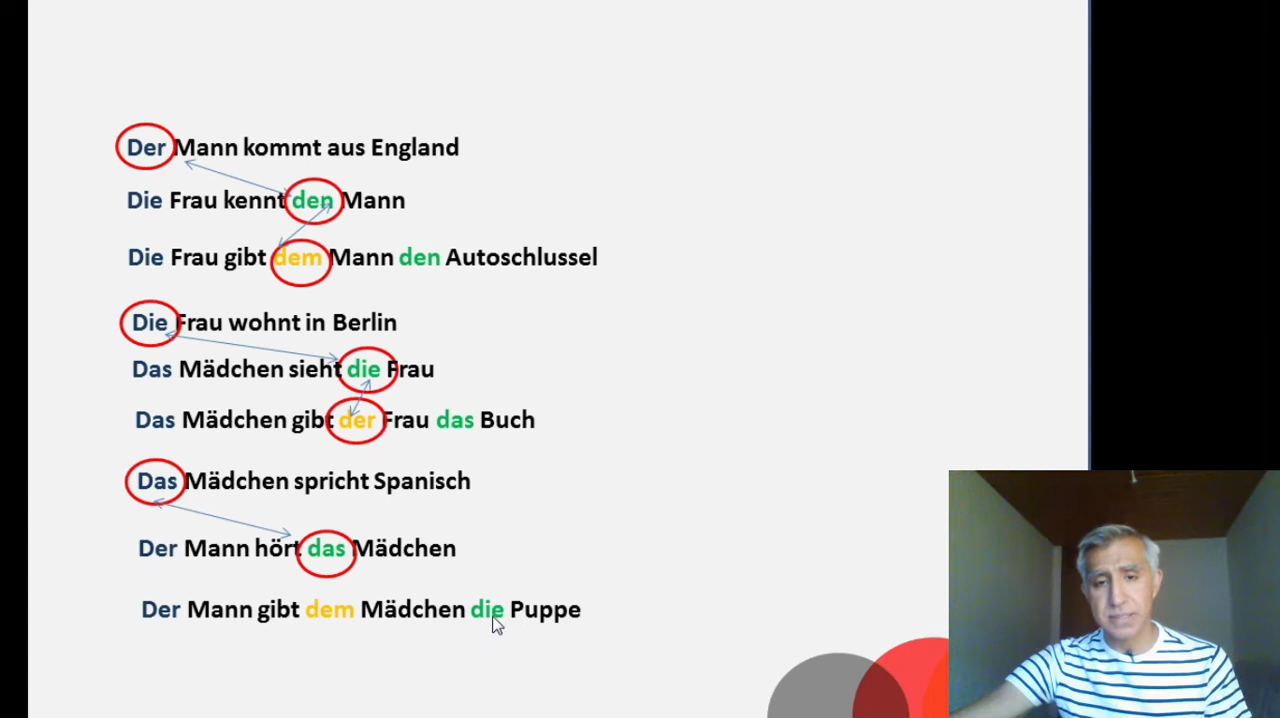 Der Mann kommt aus England
Die Frau kennt den Mann
Die Frau gibt dem Mann den Autoschlussel
Die Frau wohnt in Berlin
Das Mädchen sieht die Frau
Das Mädchen gibt der Frau das Buch
Das Mädchen spricht Spanisch
Der Mann hört das Mädchen
Der Mann gibt dem Mädchen die Puppe